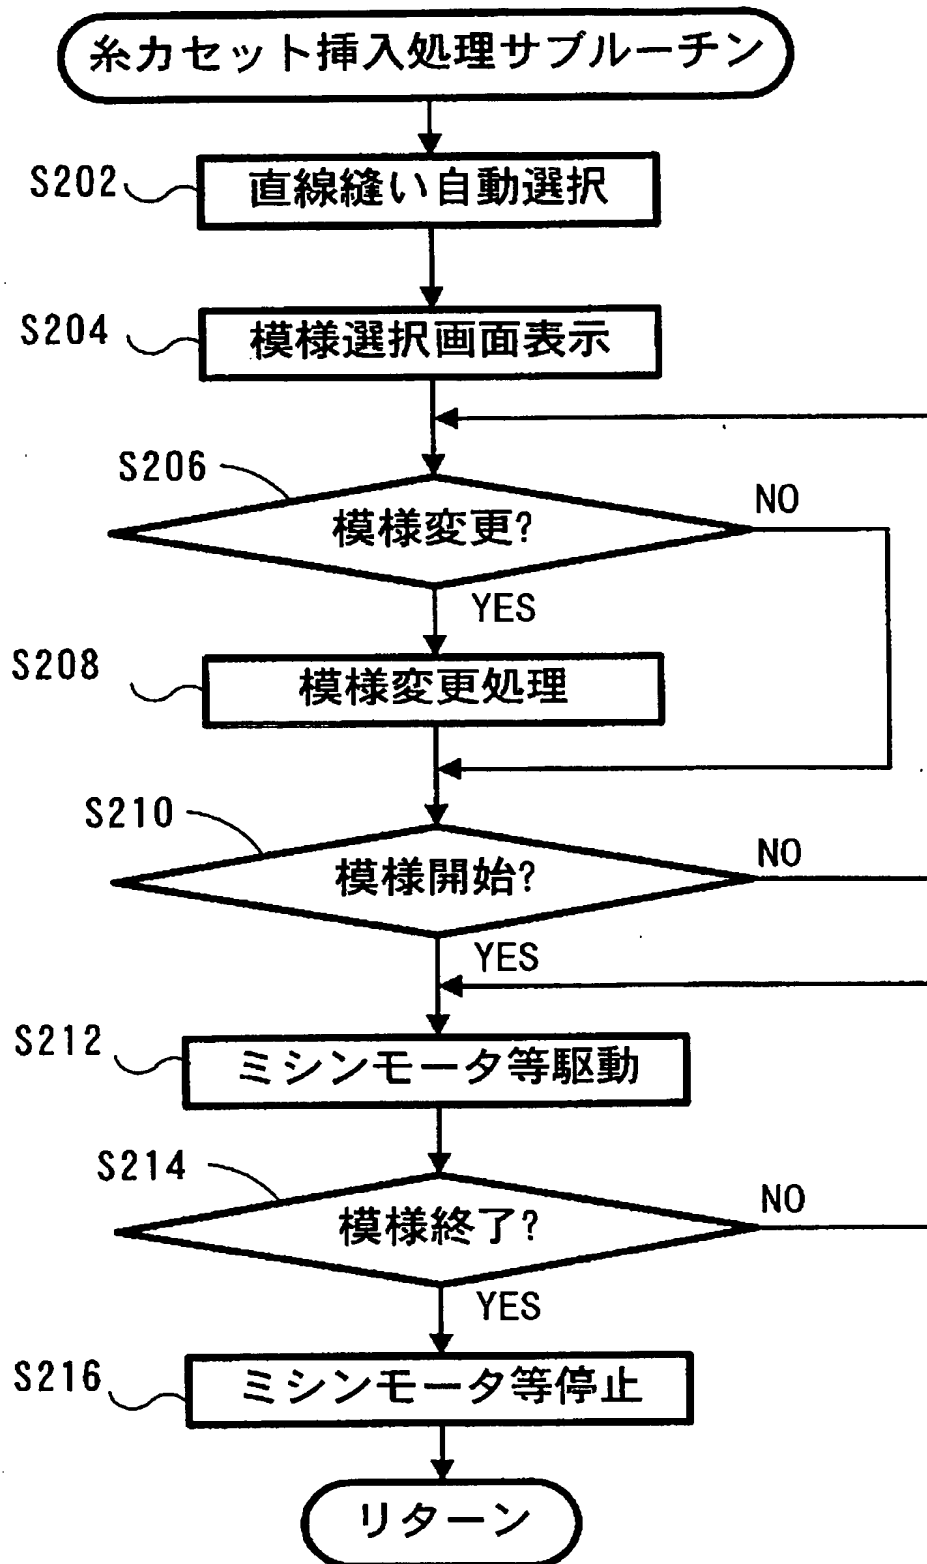 糸カセット挿入処理サブルーチン
S202
直線縫い自動選択
S204
模様選択画面表示
S206
模様変更?
NO
YES
S208
模様変更処理
S210
模様開始?
NO
YES
S212
ミシンモータ等駆動
S214
模様終了?
NO
YES
S216
ミシンモータ等停止
リターン